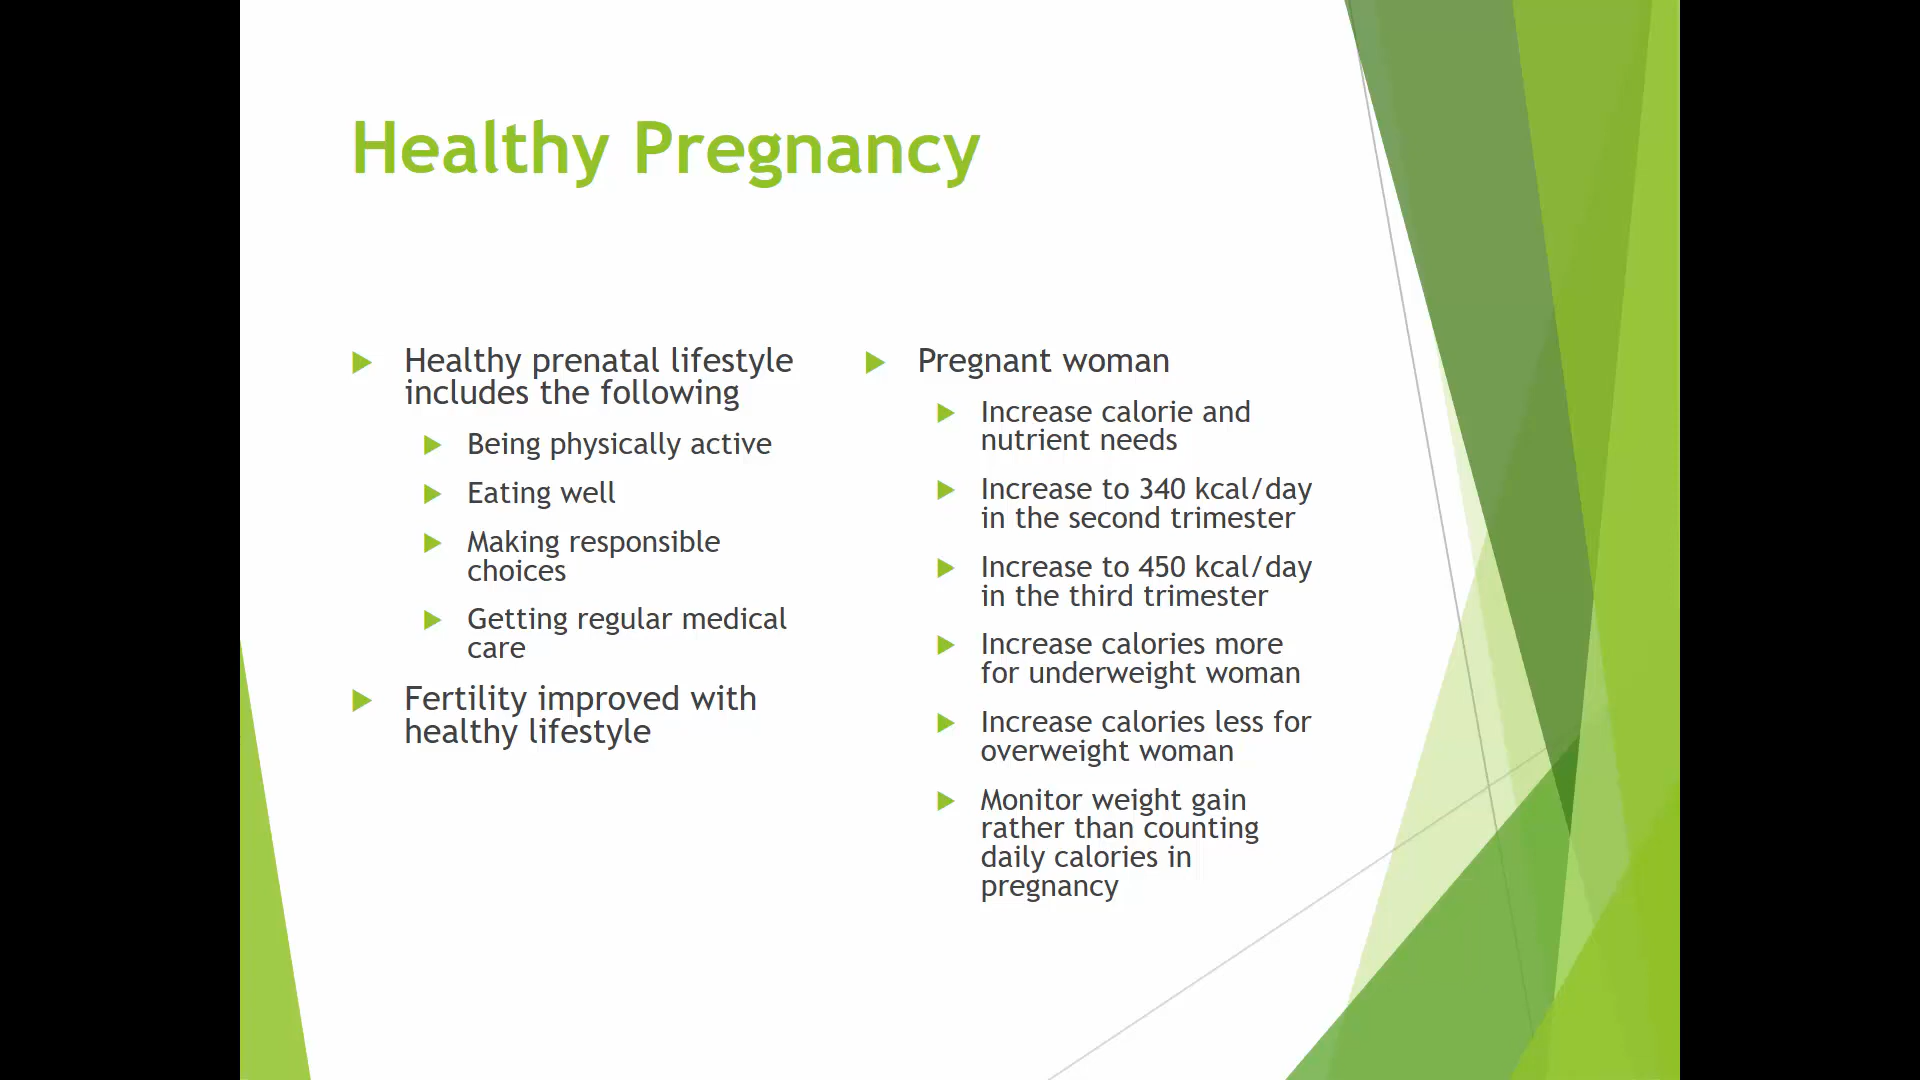 Healthy Pregnancy
Healthy prenatal lifestyle
includes the following
Being physically active
Eating well
Making responsible
choices
Getting regular medical
care
Fertility improved with
healthy lifestyle
Pregnant woman
Increase calorie and
nutrient needs
Increase to 340 kcal/day
in the second trimester
Increase to 450 kcal/day
in the third trimester
Increase calories more
for underweight woman
Increase calories less for
overweight woman
Monitor weight gain
rather than counting
daily calories in
pregnancy